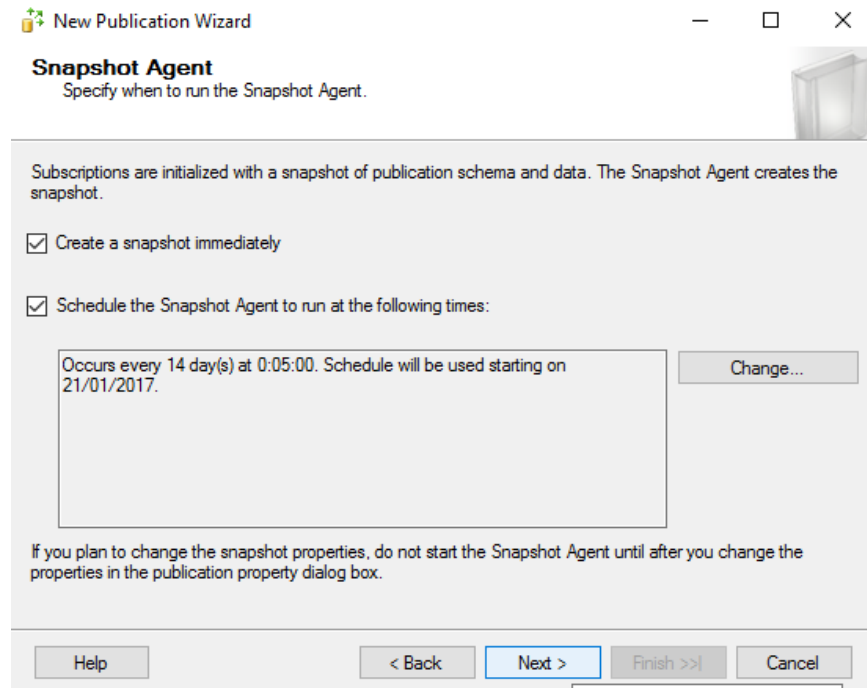 New Publication Wizard
Snapshot Agent
Specify when to run the Snapshot Agent.
Subscriptions are initialized with a snapshot of publication schema and data. The Snapshot Agent creates the
snapshot.
Create a snapshot immediately
Schedule the Snapshot Agent to run at the following times:
Occurs every 14 day(s) at 0:05:00. Schedule will be used starting on
21/01/2017.
Change...
If you plan to change the snapshot properties, do not start the Snapshot Agent until after you change the
properties in the publication property dialog box.
Help
< Back
Next >
Finish >>|
Cancel